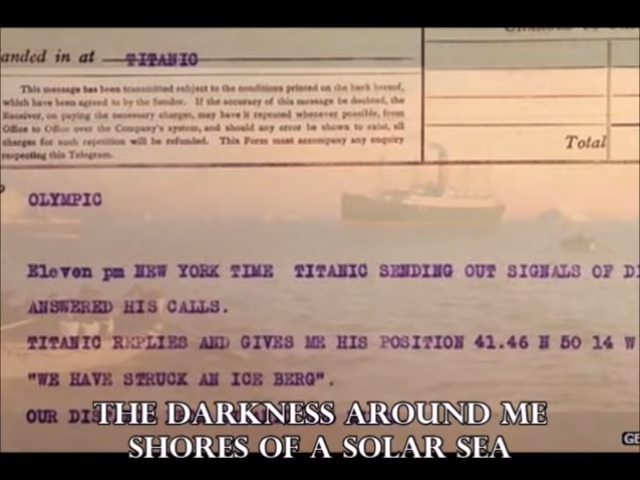 anded in at TITANIC
This message has been transmitted subject to the conditions printed on the back hereof,
which have been agreed to by the Sender. If the accuracy of this message be doubted, the
Receiver, on paying the necessary charges, may have it repeated whenever possible, from
Office to Office over the Company's system, and should any error be shown to exist, all
charges for such repetition will be refunded. This Form must accompany any enquiry
respecting this Telegram.
Total
OLYMPIC
Eleven pm NEW YORK TIME TITANIC SENDING OUT SIGNALS OF DI
ANSWERED HIS CALLS.
TITANIC REPLIES AND GIVES ME HIS POSITION 41.46 N 50 14 W
"WE HAVE STRUCK AN ICE BERG".
OUR DIS
THE DARKNESS AROUND ME
SHORES OF A SOLAR SEA
GE